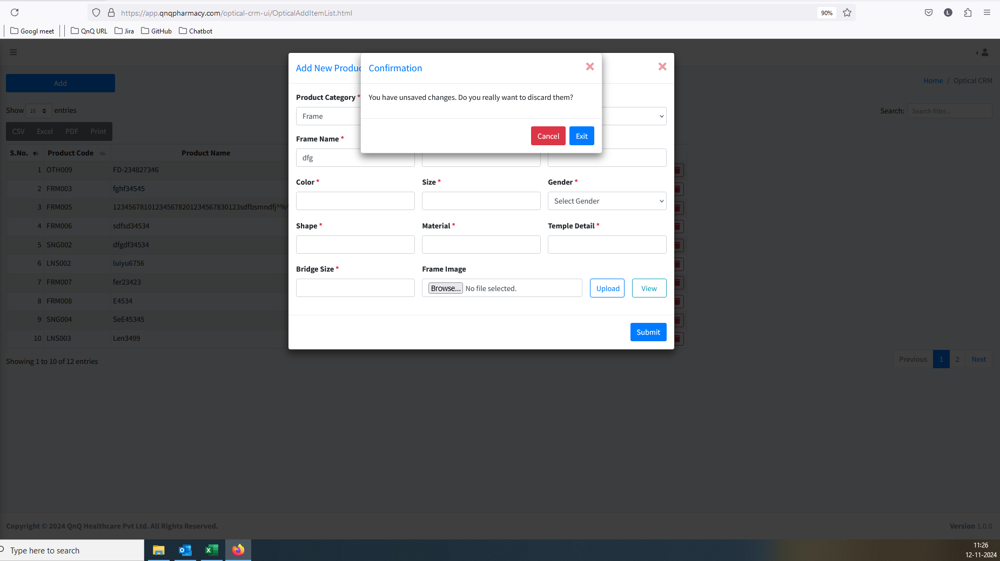 https://app.qnqpharmacy.com/optical-crm-ui/OpticalAddItemList.html
90%
L
Googl meet
QnQ URL
Jira
GitHub
Chatbot
Add
Home / Optical CRM
Show 10 entries
Search: Search filter...
CSV Excel PDF Print
S.No. Product Code Product Name
1 OTH009 FD-234827346
2 FRM003 fghf34545
3 FRM005
4 FRM006 sdfsd34534
5 SNG002 dfgdf34534
6 LNS002 luiyu6756
7 FRM007 fer23423
8 FRM008 E4534
9 SNG004 SeE45345
10 LNS003 Len3499
Showing 1 to 10 of 12 entries
Previous 1 2 Next
Add New Produc
Product Category *
Frame
Frame Name *
dfg
Color * Size * Gender *
Select Gender
Shape * Material * Temple Detail *
Bridge Size * Frame Image
Browse... No file selected. Upload View
Submit
Confirmation
You have unsaved changes. Do you really want to discard them?
Cancel Exit
Copyright © 2024 QnQ Healthcare Pvt Ltd. All Rights Reserved.
Version 1.0.0
Type here to search
11:26
12-11-2024